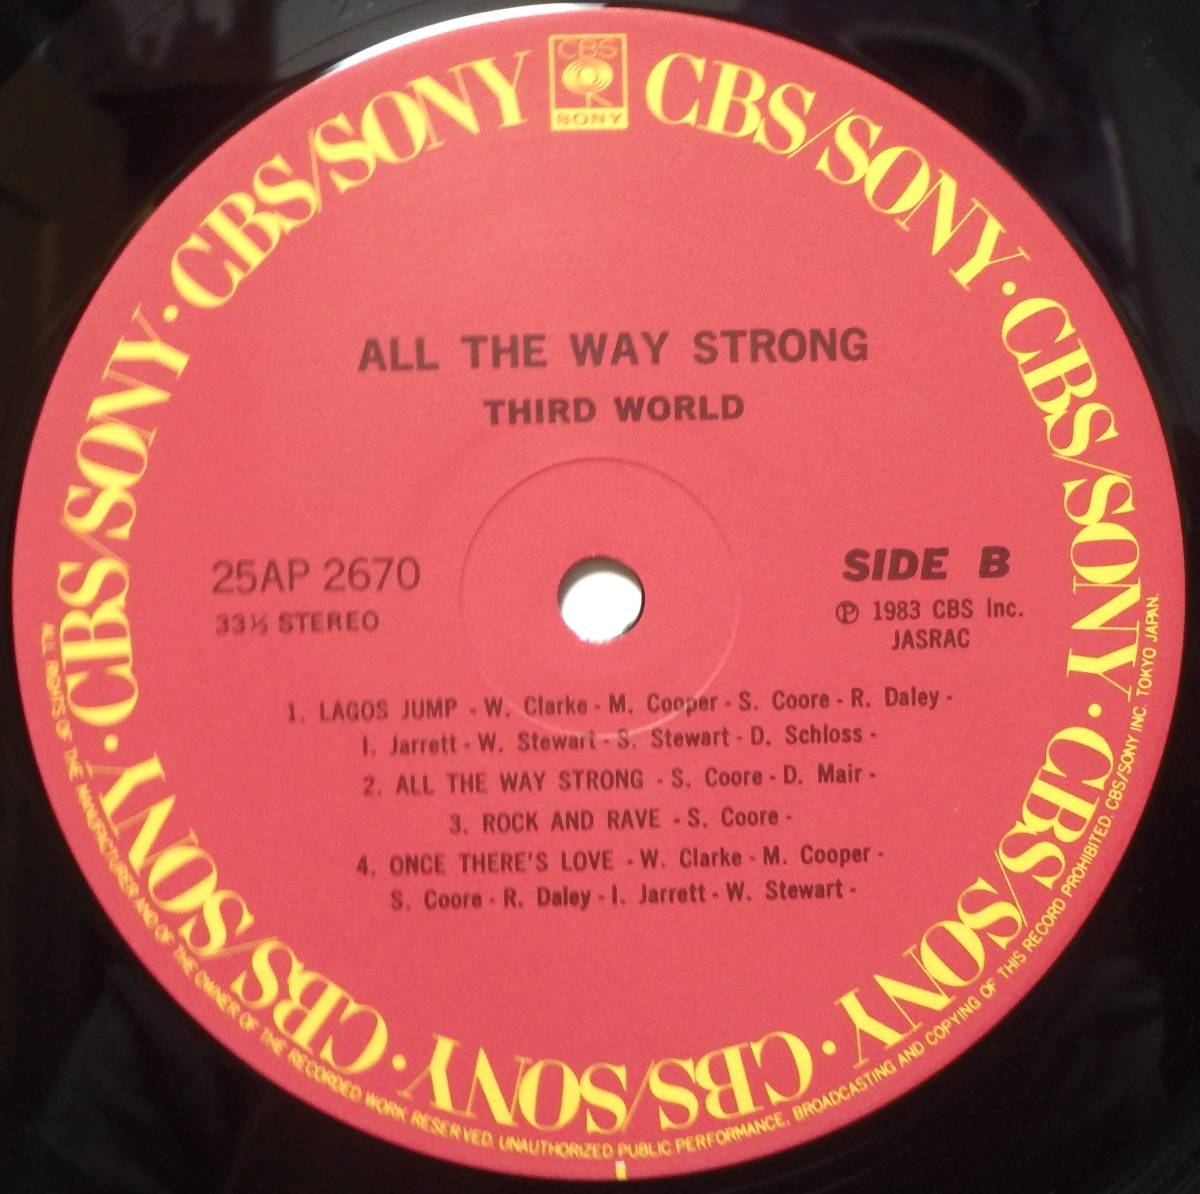 CBS
SONY
CBS/SONY · CBS/SONY · CBS/SONY · CBS/SONY · CBS/SONY · CBS/SONY · CBS/SONY · CBS/SONY
ALL THE WAY STRONG
THIRD WORLD
25AP 2670
33⅓ STEREO
SIDE B
℗ 1983 CBS Inc.
JASRAC
1. LAGOS JUMP - W. Clarke - M. Cooper - S. Coore - R. Daley -
I. Jarrett - W. Stewart - S. Stewart - D. Schloss -
2. ALL THE WAY STRONG - S. Coore - D. Mair -
3. ROCK AND RAVE - S. Coore -
4. ONCE THERE'S LOVE - W. Clarke - M. Cooper -
S. Coore - R. Daley - I. Jarrett - W. Stewart -
ALL RIGHTS OF THE MANUFACTURER AND OF THE OWNER OF THE RECORDED WORK RESERVED. UNAUTHORIZED PUBLIC PERFORMANCE, BROADCASTING AND COPYING OF THIS RECORD PROHIBITED. CBS/SONY INC. TOKYO JAPAN.